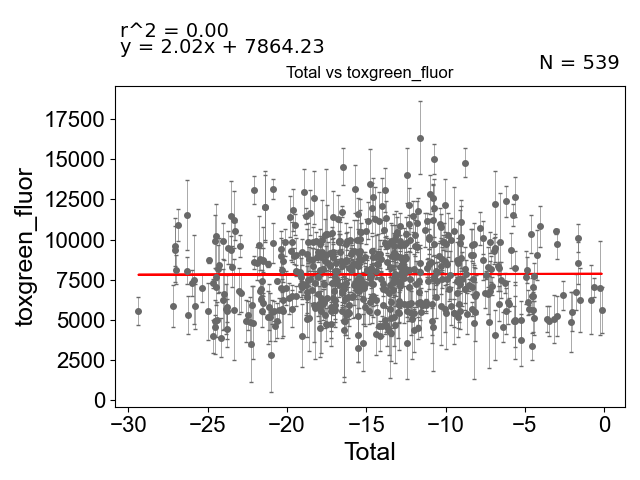 r^2 = 0.00
y = 2.02x + 7864.23
N = 539
Total vs toxgreen_fluor
17500
15000
12500
10000
7500
5000
2500
0
toxgreen_fluor
−30
−25
−20
−15
−10
−5
0
Total